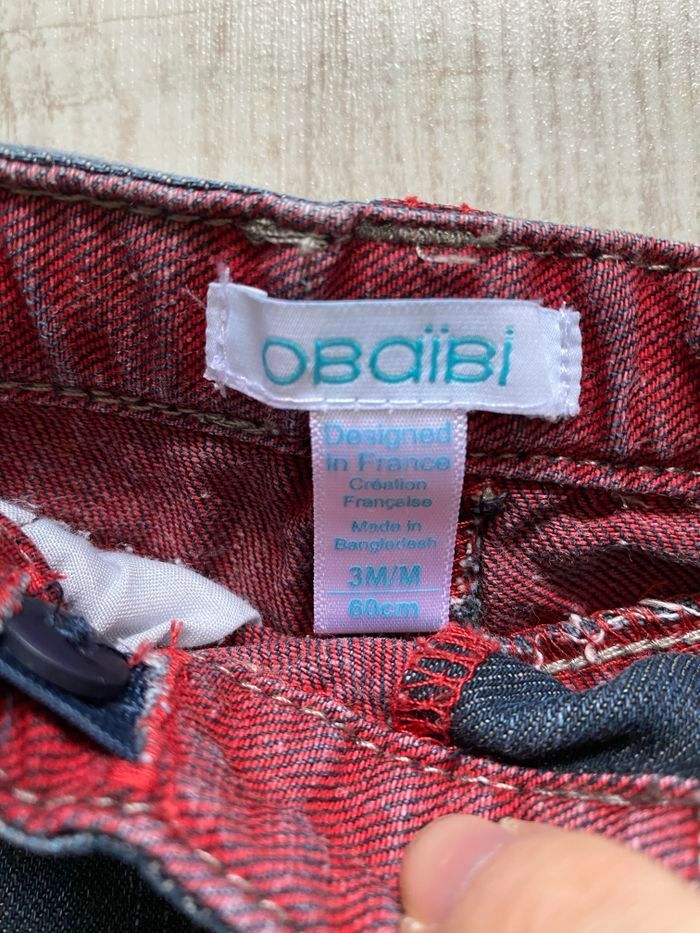 OBaïBi
Designed
in France
Création
Française
Made in
Bangladesh
3M/M
60cm